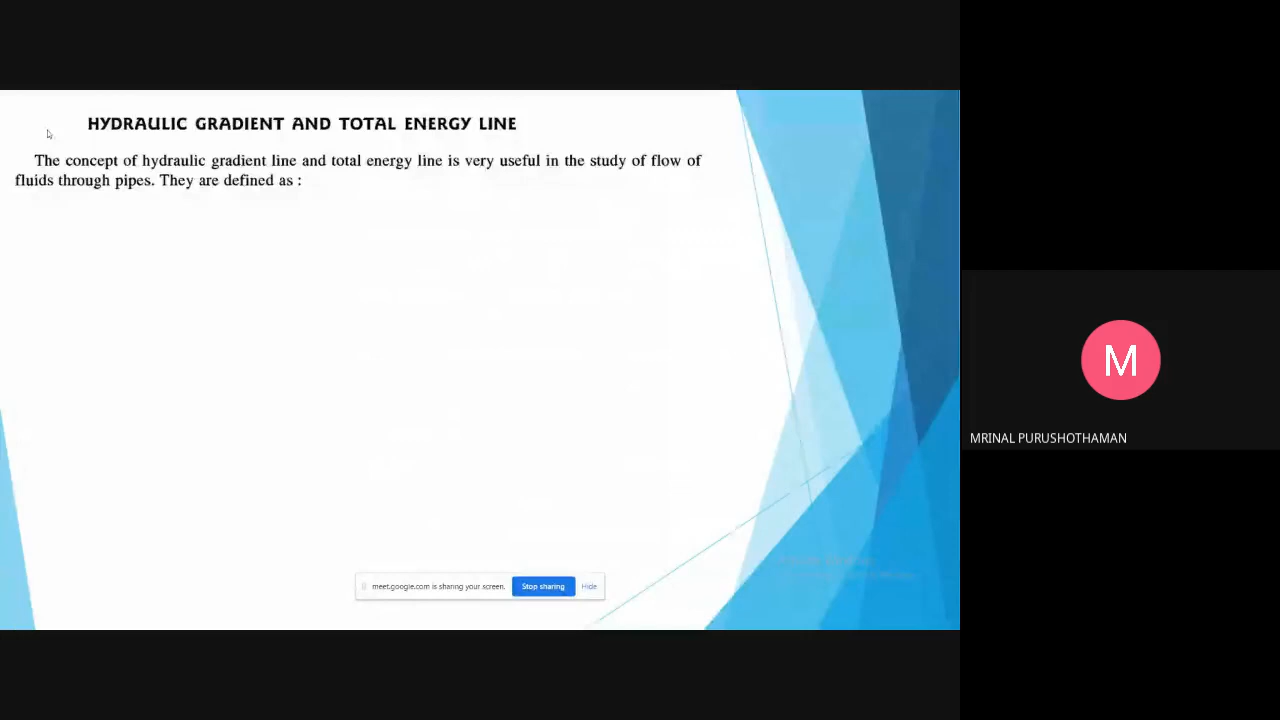 HYDRAULIC GRADIENT AND TOTAL ENERGY LINE
The concept of hydraulic gradient line and total energy line is very useful in the study of flow of
fluids through pipes. They are defined as :
meet.google.com is sharing your screen. Stop sharing Hide
M
MRINAL PURUSHOTHAMAN